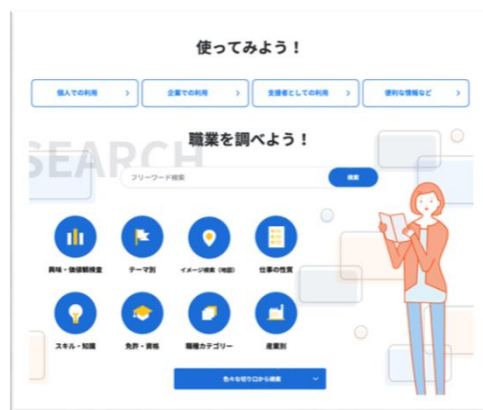 使ってみよう！
個人での利用
企業での利用
支援者としての利用
便利な情報など
SEARCH
職業を調べよう！
フリーワード検索
検索
興味・価値観検査
テーマ別
イメージ検索（地図）
仕事の性質
スキル・知識
免許・資格
職種カテゴリー
産業別
色々な切り口から検索